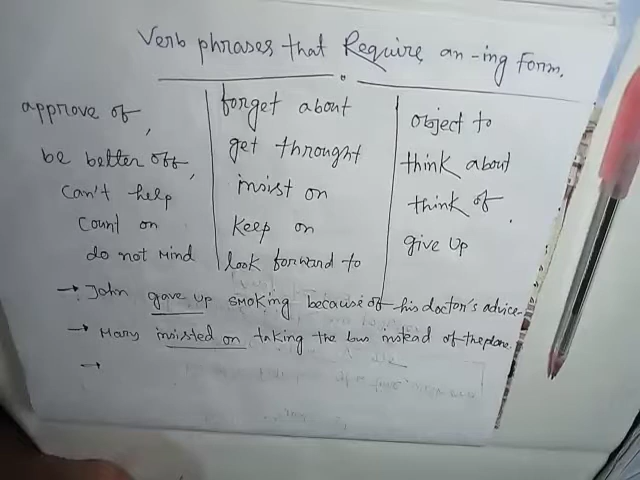 Verb phrases that Require an -ing Form.
approve of,
be better off,
can't help
count on
do not mind
forget about
get throught
insist on
keep on
look forward to
object to
think about
think of.
give up
→ John gave up smoking because of his doctor's advice.
→ Mary insisted on taking the bus instead of the plane.
→